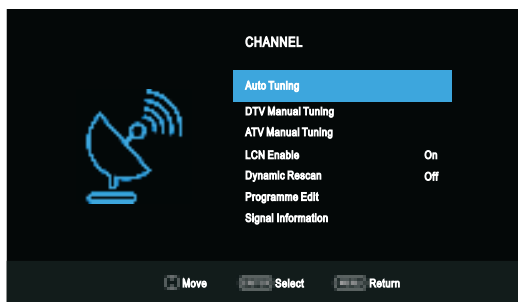 CHANNEL
Auto Tuning
DTV Manual Tuning
ATV Manual Tuning
LCN Enable On
Dynamic Rescan Off
Programme Edit
Signal Information
Move Select Return